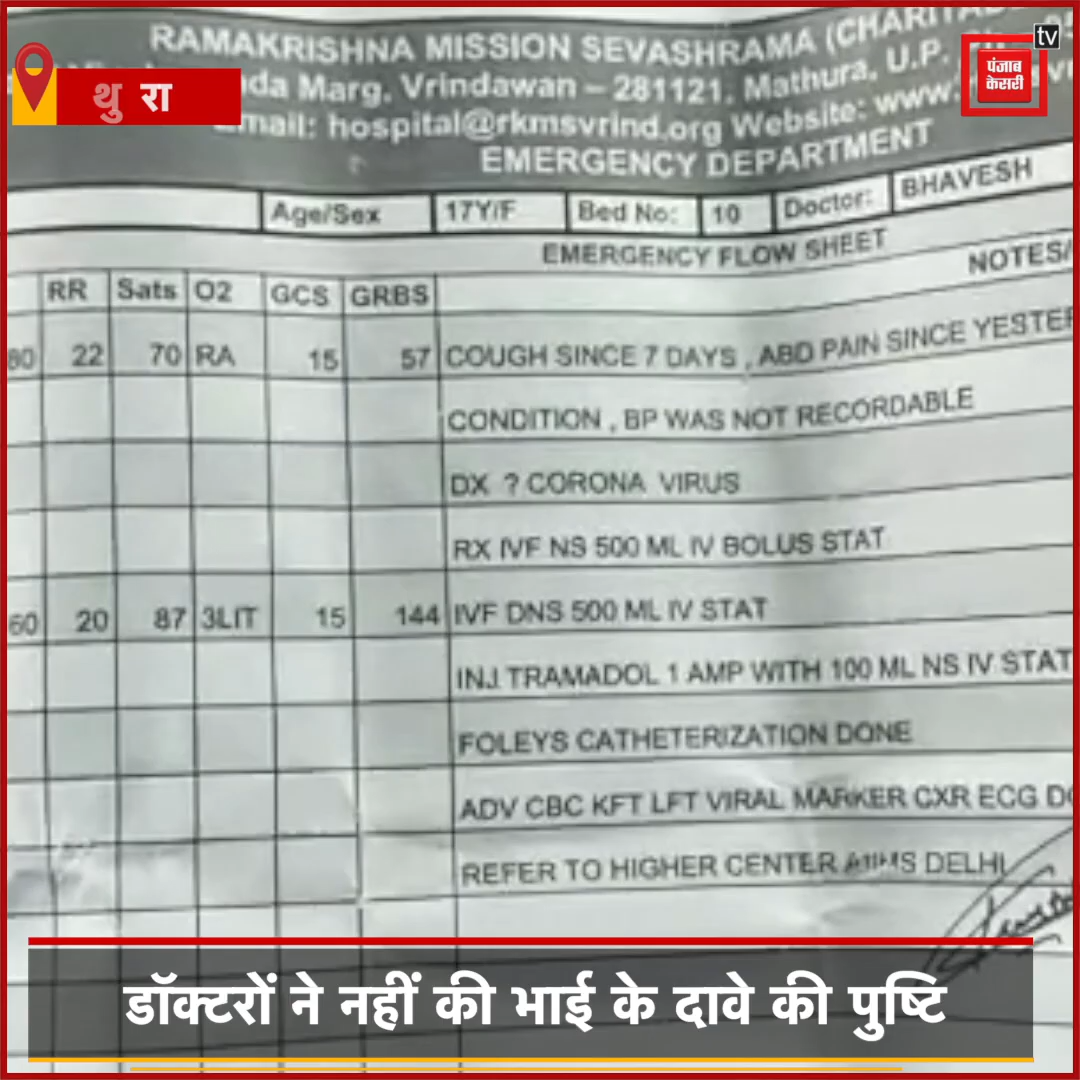 RAMAKRISHNA MISSION SEVASHRAMA
Marg, Vrindawan – 281121, Mathura, U.P.
Email: hospital@rkmsvrind.org Website: www.
EMERGENCY DEPARTMENT
थु रा
tv
पंजाब
केसरी
Age/Sex 17Y/F Bed No: 10 Doctor: BHAVESH
EMERGENCY FLOW SHEET
NOTES/
RR Sats O2 GCS GRBS
80 22 70 RA 15 57 COUGH SINCE 7 DAYS , ABD PAIN SINCE
CONDITION , BP WAS NOT RECORDABLE
DX ? CORONA VIRUS
RX IVF NS 500 ML IV BOLUS STAT
60 20 87 3LIT 15 144 IVF DNS 500 ML IV STAT
INJ TRAMADOL 1 AMP WITH 100 ML NS IV STAT
FOLEYS CATHETERIZATION DONE
ADV CBC KFT LFT VIRAL MARKER CXR ECG
REFER TO HIGHER CENTER AIIMS DELHI
डॉक्टरों ने नहीं की भाई के दावे की पुष्टि